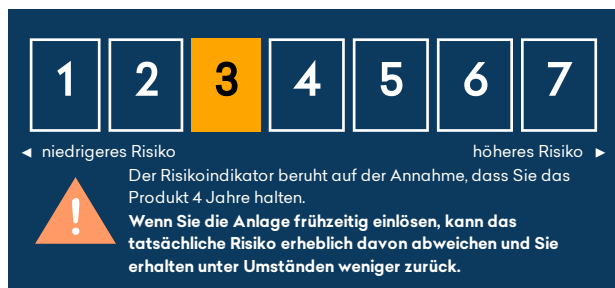 1 2 3 4 5 6 7
◄ niedrigeres Risiko höheres Risiko ►
Der Risikoindikator beruht auf der Annahme, dass Sie das
Produkt 4 Jahre halten.
Wenn Sie die Anlage frühzeitig einlösen, kann das
tatsächliche Risiko erheblich davon abweichen und Sie
erhalten unter Umständen weniger zurück.